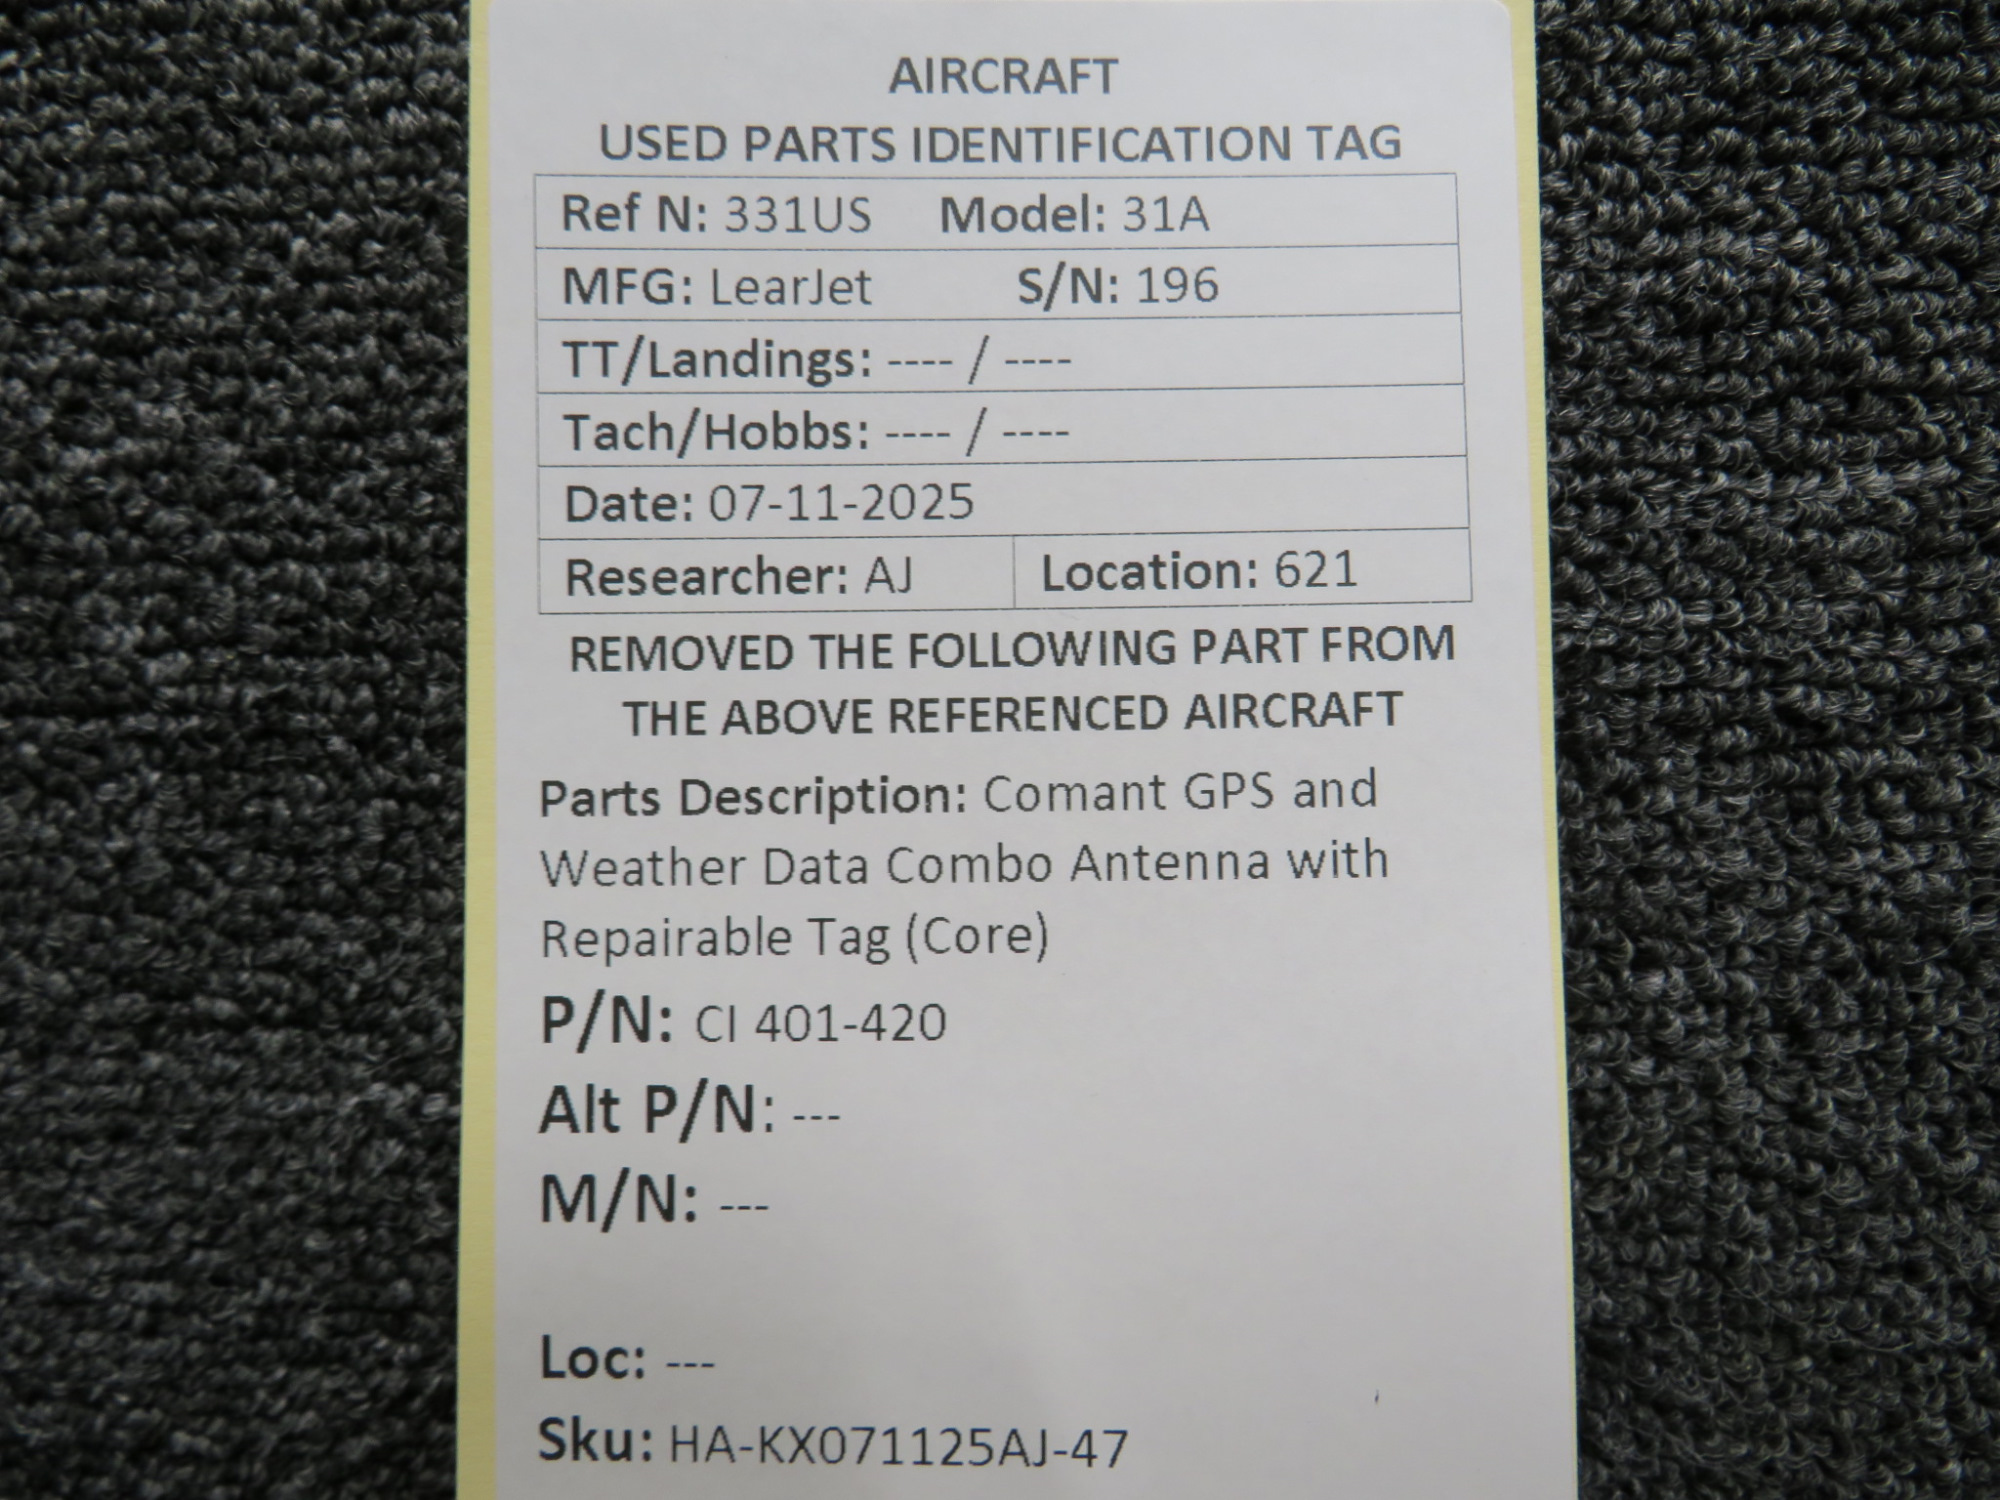 AIRCRAFT
USED PARTS IDENTIFICATION TAG
Ref N: 331US Model: 31A
MFG: LearJet S/N: 196
TT/Landings: ---- / ----
Tach/Hobbs: ---- / ----
Date: 07-11-2025
Researcher: AJ Location: 621
REMOVED THE FOLLOWING PART FROM
THE ABOVE REFERENCED AIRCRAFT
Parts Description: Comant GPS and
Weather Data Combo Antenna with
Repairable Tag (Core)
P/N: CI 401-420
Alt P/N: ---
M/N: ---
Loc: ---
Sku: HA-KX071125AJ-47